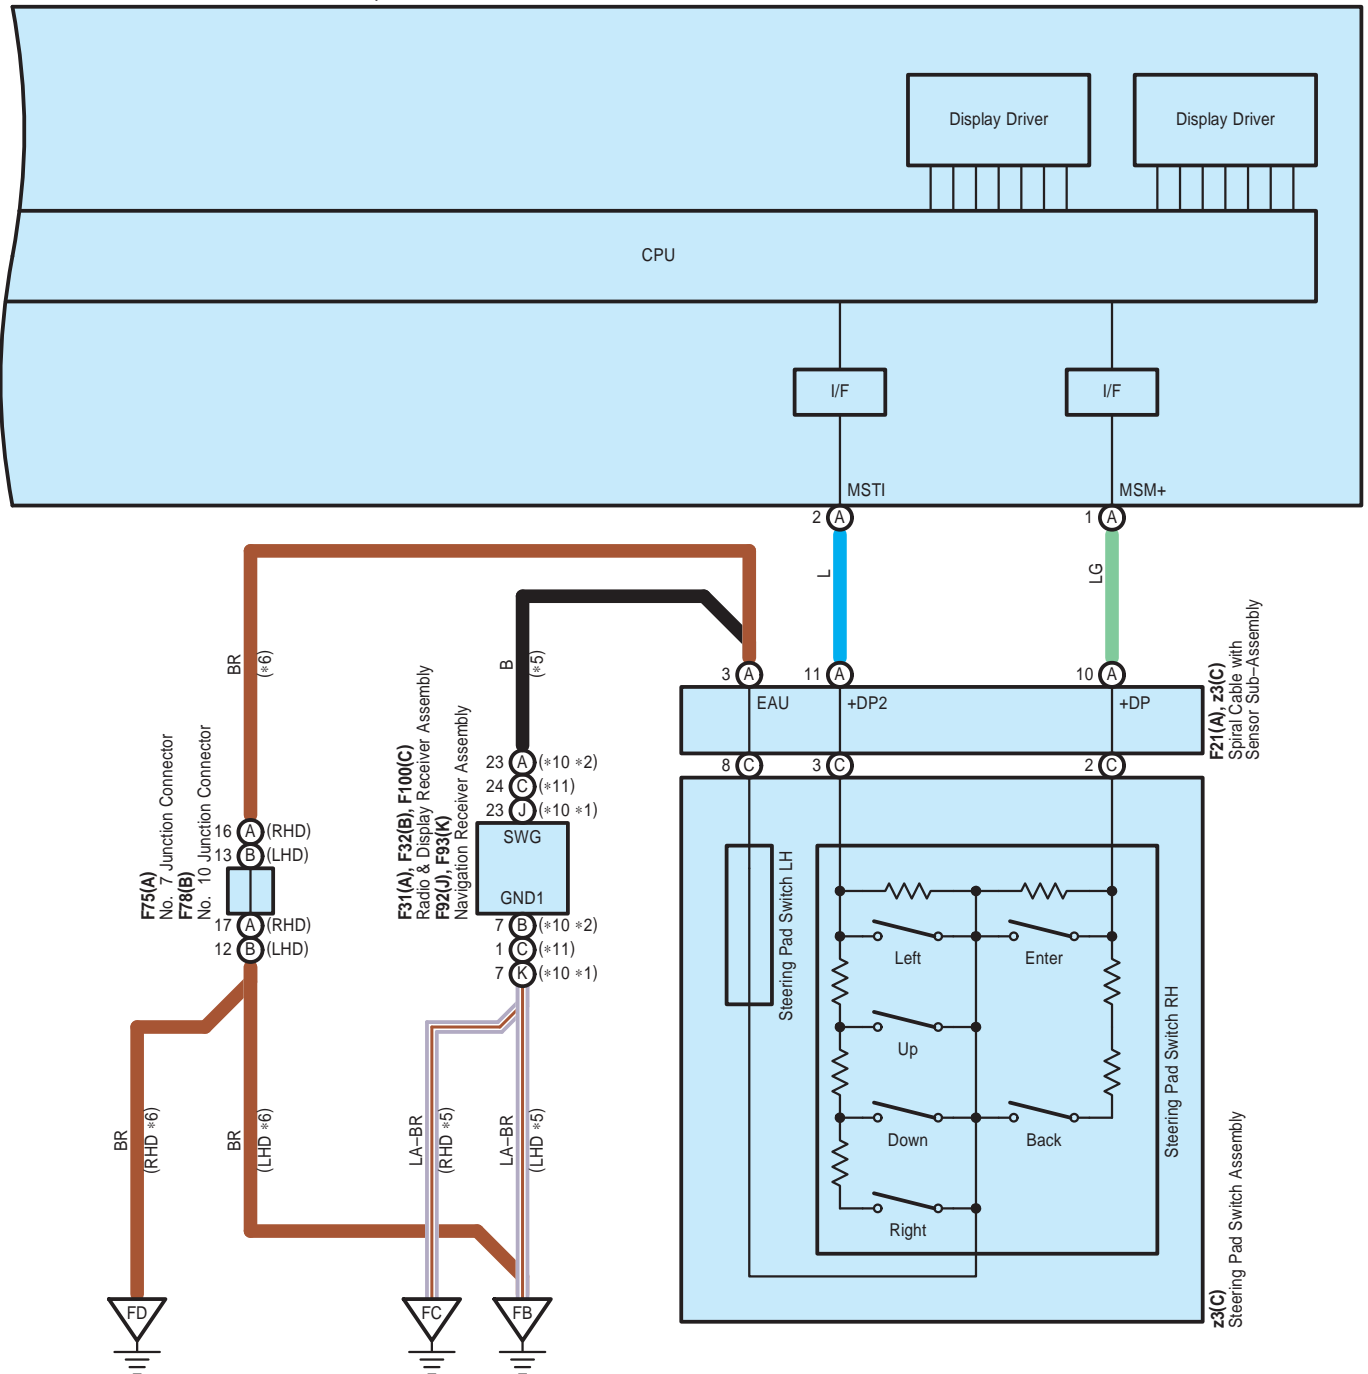 Display Driver
Display Driver
CPU
I/F
I/F
MSTI
MSM+
2 A
1 A
L
LG
BR
(*6)
B
(*5)
3 A
11 A
10 A
EAU
+DP2
+DP
F21(A), z3(C)
Spiral Cable with
Sensor Sub-Assembly
8 C
3 C
2 C
F75(A)
No. 7 Junction Connector
F78(B)
No. 10 Junction Connector
16 A (RHD)
13 B (LHD)
17 A (RHD)
12 B (LHD)
F31(A), F32(B), F100(C)
Radio & Display Receiver Assembly
F92(J), F93(K)
Navigation Receiver Assembly
23 A (*10 *2)
24 C (*11)
23 J (*10 *1)
SWG
GND1
7 B (*10 *2)
1 C (*11)
7 K (*10 *1)
Steering Pad Switch LH
Left
Enter
Up
Down
Back
Right
Steering Pad Switch RH
z3(C)
Steering Pad Switch Assembly
BR
(RHD *6)
BR
(LHD *6)
LA-BR
(RHD *5)
LA-BR
(LHD *5)
FD
FC
FB